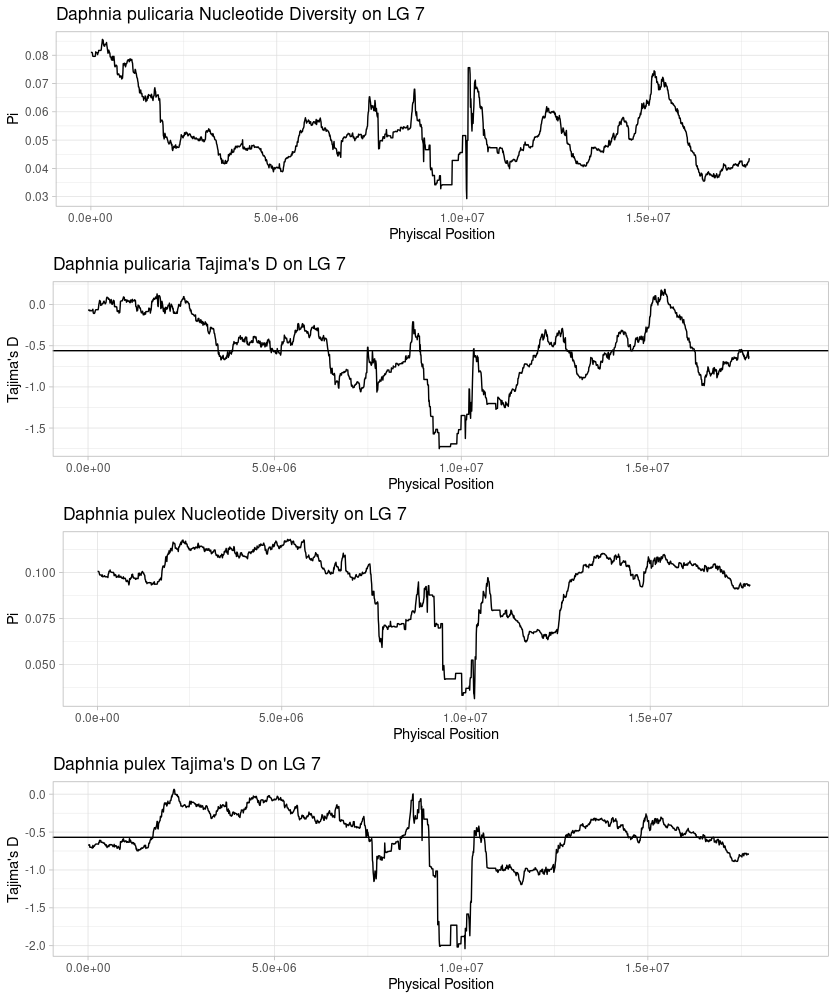 Daphnia pulicaria Nucleotide Diversity on LG 7
0.08
0.07
0.06
0.05
0.04
0.03
Pi
0.0e+00 5.0e+06 1.0e+07 1.5e+07
Phyiscal Position
Daphnia pulicaria Tajima's D on LG 7
0.0
-0.5
-1.0
-1.5
Tajima's D
0.0e+00 5.0e+06 1.0e+07 1.5e+07
Physical Position
Daphnia pulex Nucleotide Diversity on LG 7
0.100
0.075
0.050
Pi
0.0e+00 5.0e+06 1.0e+07 1.5e+07
Phyiscal Position
Daphnia pulex Tajima's D on LG 7
0.0
-0.5
-1.0
-1.5
-2.0
Tajima's D
0.0e+00 5.0e+06 1.0e+07 1.5e+07
Physical Position